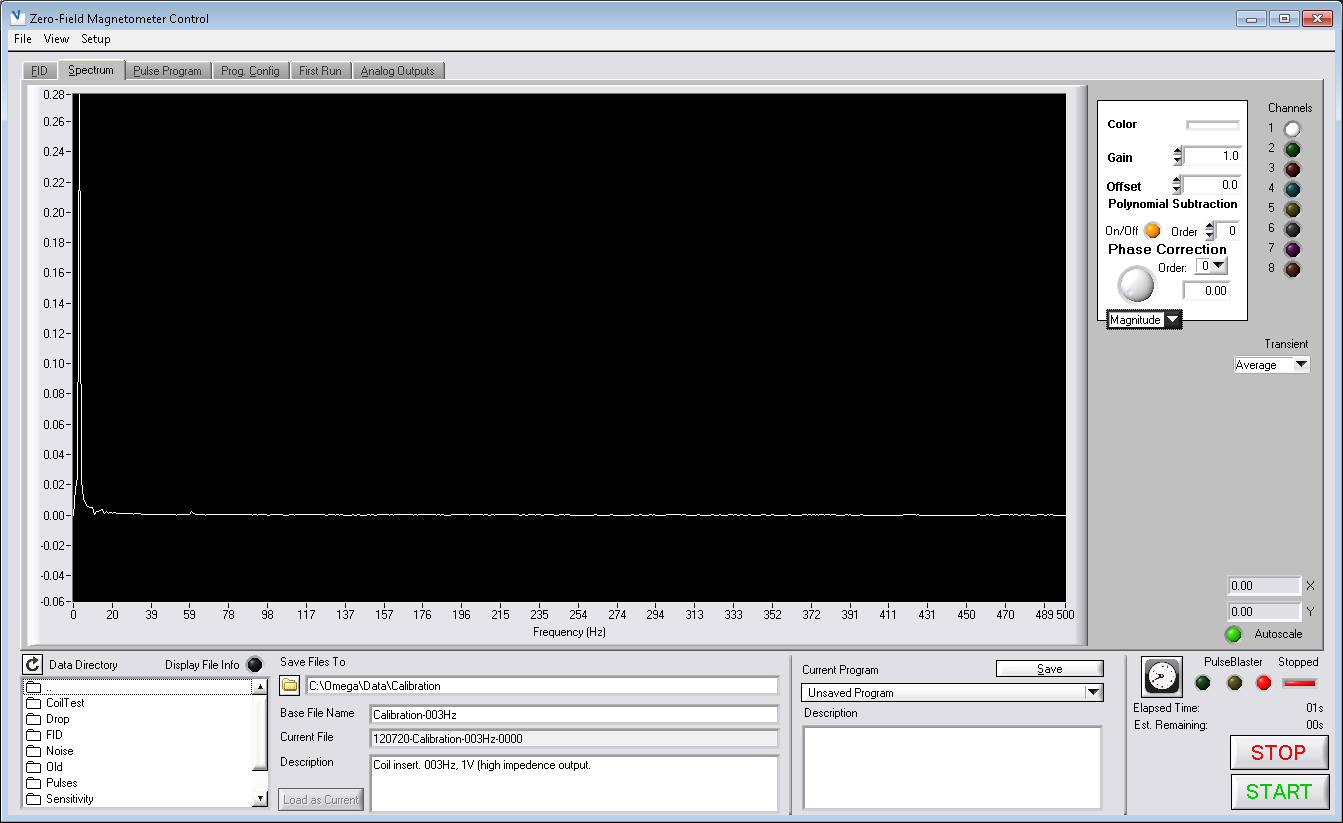 Zero-Field Magnetometer Control
File View Setup
FID Spectrum Pulse Program Prog. Config First Run Analog Outputs
0.28
0.26
0.24
0.22
0.20
0.18
0.16
0.14
0.12
0.10
0.08
0.06
0.04
0.02
0.00
-0.02
-0.04
-0.06
0 20 39 59 78 98 117 137 157 176 196 215 235 254 274 294 313 333 352 372 391 411 431 450 470 489 500
Frequency (Hz)
Color
Gain 1.0
Offset 0.0
Polynomial Subtraction
On/Off Order 0
Phase Correction
Order: 0
0.00
Magnitude
Channels
1
2
3
4
5
6
7
8
Transient
Average
0.00 X
0.00 Y
Autoscale
Data Directory Display File Info
..
CoilTest
Drop
FID
Noise
Old
Pulses
Sensitivity
Save Files To
C:\Omega\Data\Calibration
Base File Name Calibration-003Hz
Current File 120720-Calibration-003Hz-0000
Description Coil insert. 003Hz, 1V (high impedence output.
Load as Current
Current Program Save
Unsaved Program
Description
PulseBlaster Stopped
Elapsed Time: 01s
Est. Remaining: 00s
STOP
START